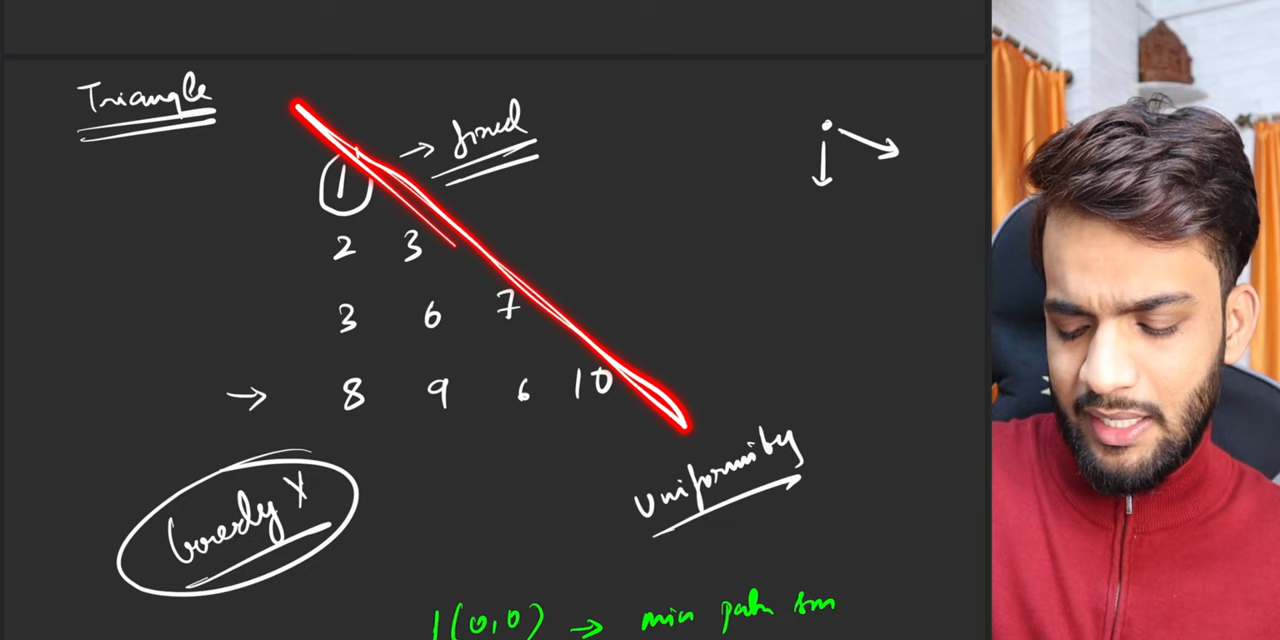 Triangle
→ fixed
1
2 3
3 6 7
→ 8 9 6 10
Greedy X
Uniformity
f(0,0) → min path sum